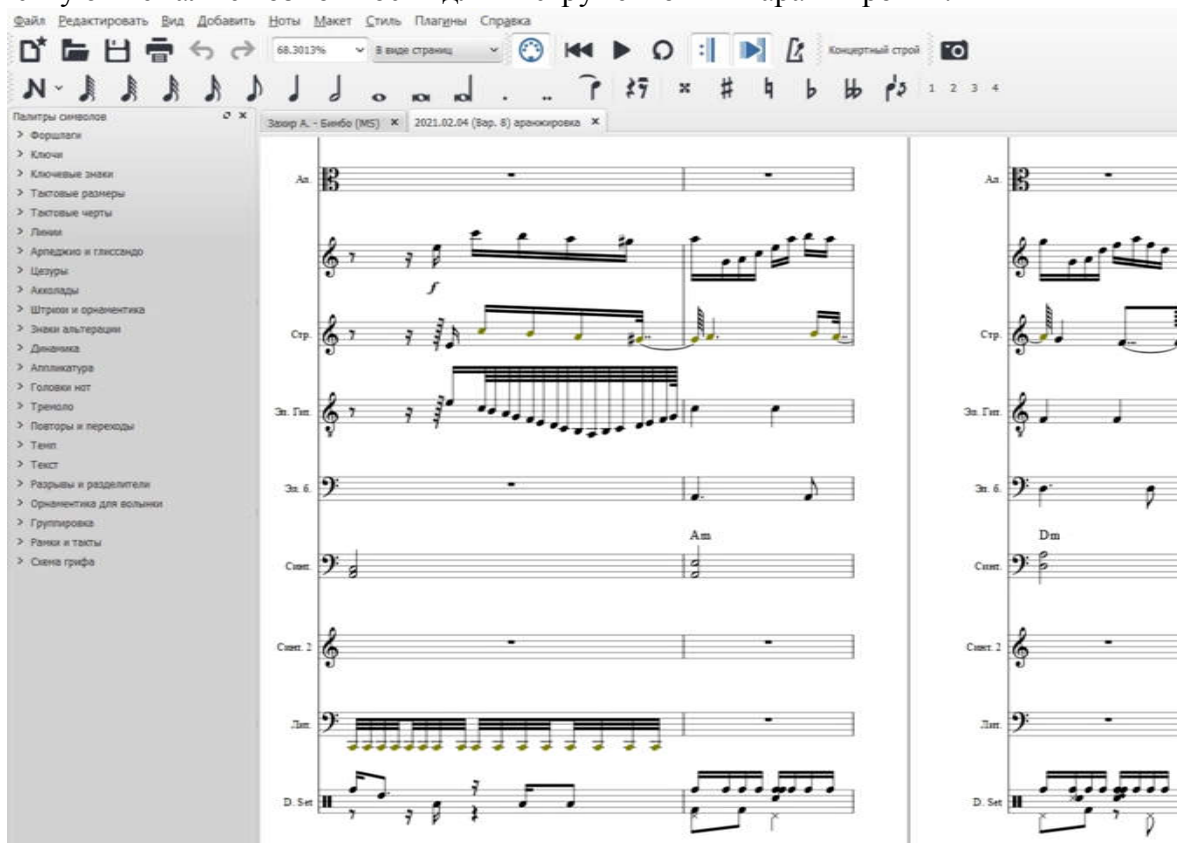 Файл Редактировать Вид Добавить Ноты Макет Стиль Плагины Справка
68.3013% В виде страниц Концертный строй
1 2 3 4
Палитры символов
Захир А. - Бимбо (MS) 2021.02.04 (Вар. 8) аранжировка
Форшлаги
Ключи
Ключевые знаки
Тактовые размеры
Тактовые черты
Линии
Арпеджио и глиссандо
Цезуры
Акколады
Штрихи и орнаментика
Знаки альтерации
Динамика
Аппликатура
Головки нот
Тремоло
Повторы и переходы
Темп
Текст
Разрывы и разделители
Орнаментика для волынки
Группировка
Рамки и такты
Схема грифа
Ал. Ал.
f
Стр. Стр.
Эл. Гит. Эл. Гит.
Эл. б. Эл. б.
Am Dm
Синт. Синт.
Синт. 2 Синт. 2
Лит. Лит.
D. Set D. Set